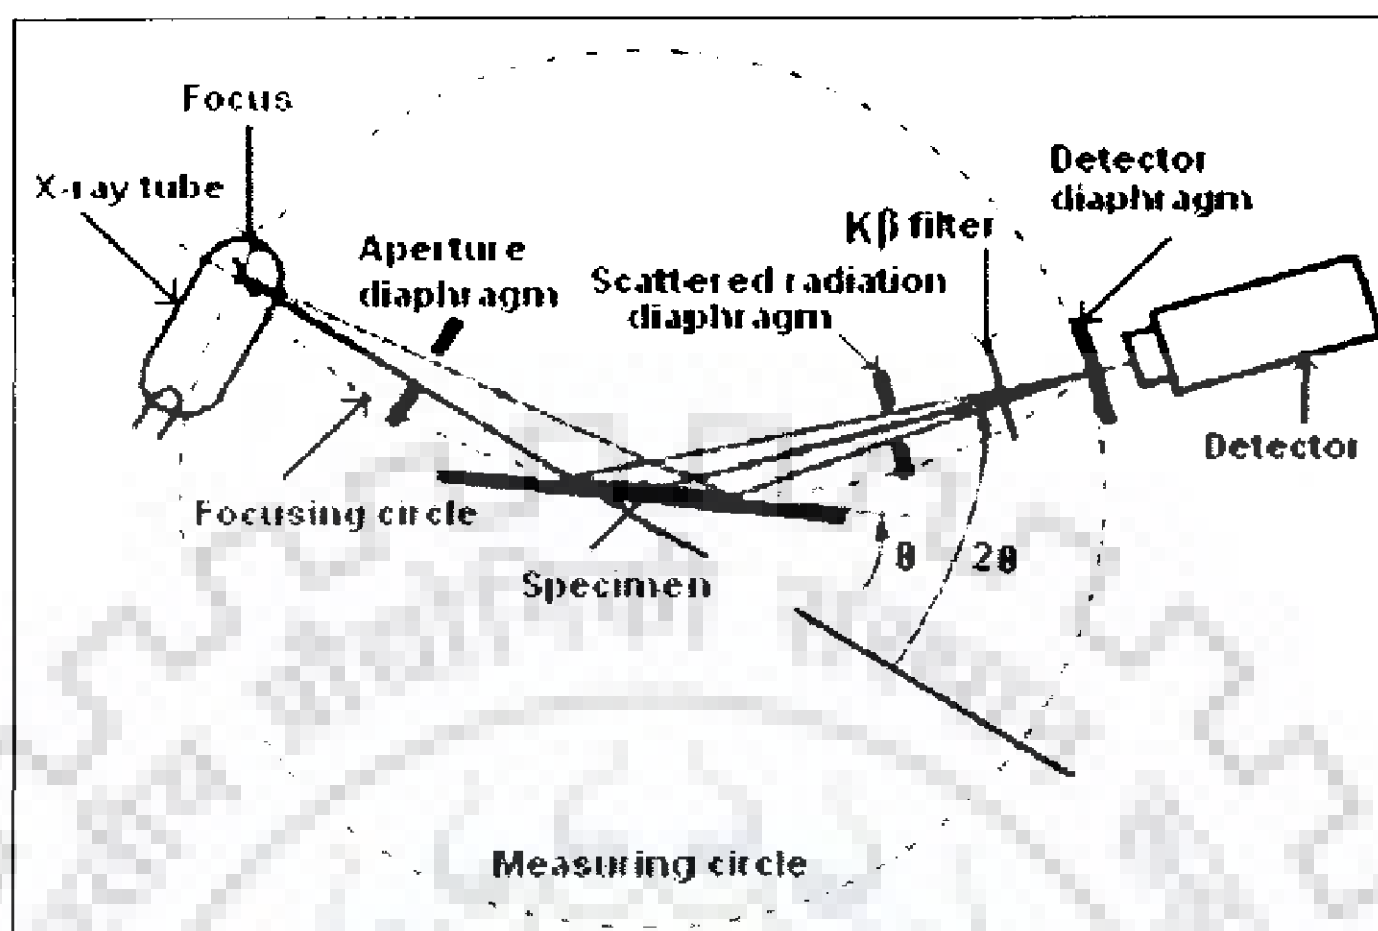 Focus
X-ray tube
Aperture
diaphragm
Scattered radiation
diaphragm
Kβ filter
Detector
diaphragm
Detector
Focusing circle
Specimen
θ
2θ
Measuring circle